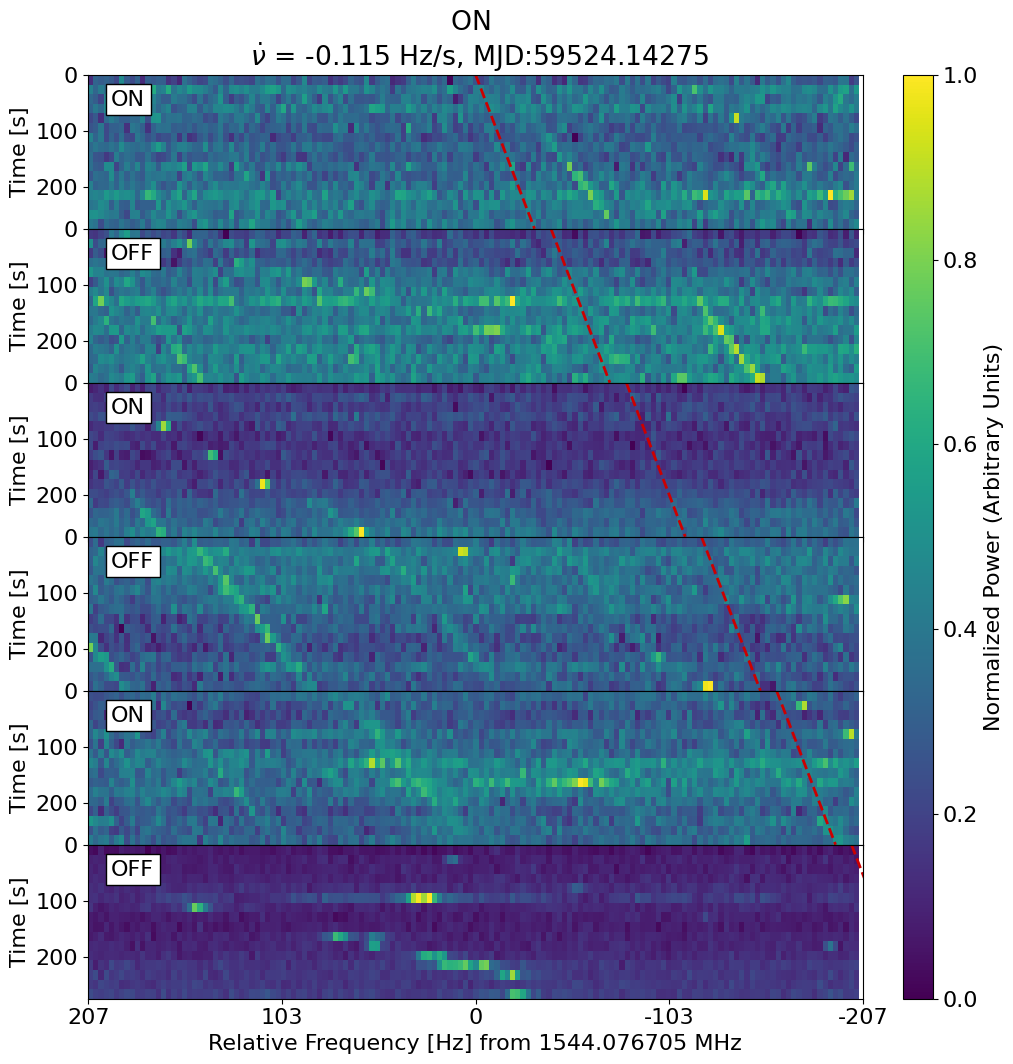 ON
ν̇ = -0.115 Hz/s, MJD:59524.14275
ON
OFF
ON
OFF
ON
OFF
Time [s]
0
100
200
Time [s]
0
100
200
Time [s]
0
100
200
Time [s]
0
100
200
Time [s]
0
100
200
Time [s]
0
100
200
207
103
0
-103
-207
Relative Frequency [Hz] from 1544.076705 MHz
1.0
0.8
0.6
0.4
0.2
0.0
Normalized Power (Arbitrary Units)